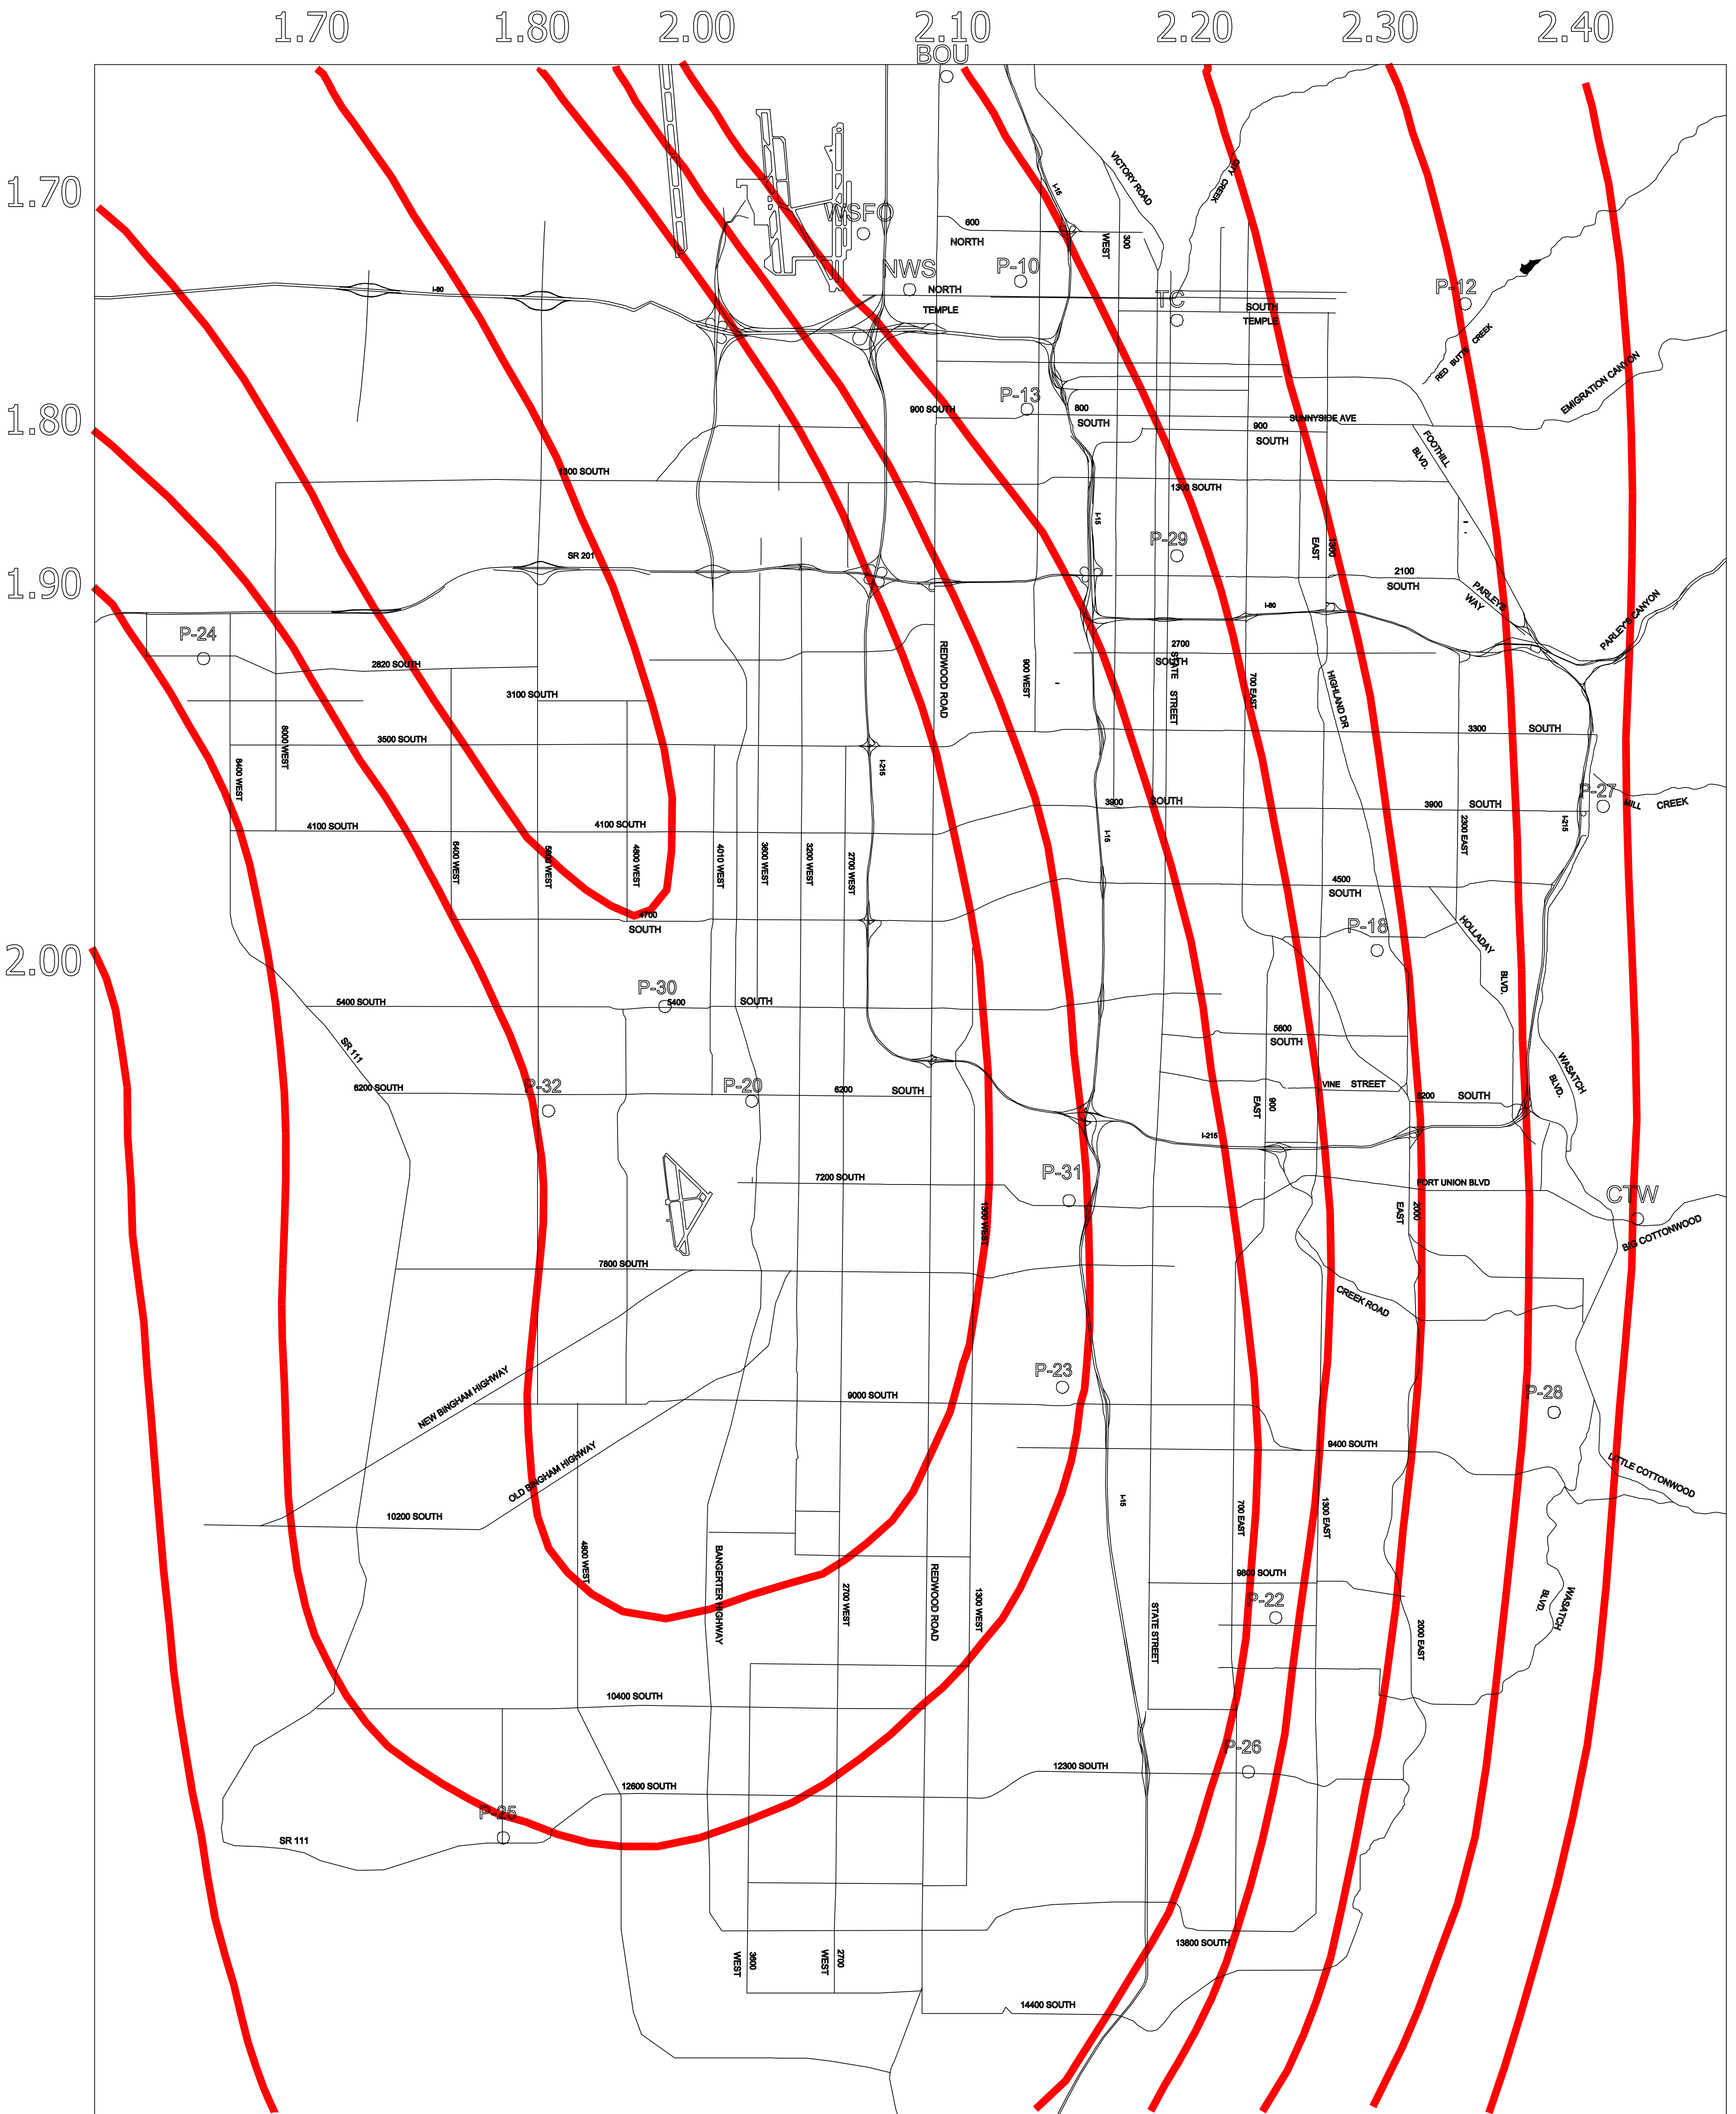 1.70 1.80 2.00 2.10 2.20 2.30 2.40
BOU
1.70
VICTORY ROAD
CITY CREEK
I-15
WSFO
600
NORTH
WEST
300
NWS
P-10
P-12
I-80
NORTH
TEMPLE
TC
SOUTH
TEMPLE
RED BUTTE CREEK
EMIGRATION CANYON
1.80
P-13
900 SOUTH
800
SOUTH
SUNNYSIDE AVE
900
SOUTH
FOOTHILL
BLVD.
1300 SOUTH
1300 SOUTH
I-15
P-29
EAST
1300
1.90
SR 201
2100
SOUTH
PARLEYS
WAY
I-80
PARLEYS CANYON
P-24
2820 SOUTH
REDWOOD ROAD
900 WEST
2700
SOUTH
STATE STREET
700 EAST
HIGHLAND DR
3100 SOUTH
8000 WEST
3500 SOUTH
3300 SOUTH
8400 WEST
I-215
P-27
MILL CREEK
3900 SOUTH
3900 SOUTH
4100 SOUTH
4100 SOUTH
I-15
2300 EAST
I-215
6400 WEST
5600 WEST
4800 WEST
4010 WEST
3600 WEST
3200 WEST
2700 WEST
4500
SOUTH
4700
SOUTH
P-18
HOLLADAY
BLVD.
2.00
P-30
5400 SOUTH
5400 SOUTH
5600
SOUTH
SR 111
WASATCH
BLVD.
6200 SOUTH
P-32
P-20
6200 SOUTH
VINE STREET
900
EAST
6200 SOUTH
I-215
P-31
7200 SOUTH
FORT UNION BLVD
CTW
1300 WEST
2000
EAST
BIG COTTONWOOD
7800 SOUTH
CREEK ROAD
P-23
NEW BINGHAM HIGHWAY
9000 SOUTH
P-28
9400 SOUTH
OLD BINGHAM HIGHWAY
LITTLE COTTONWOOD
10200 SOUTH
I-15
700 EAST
1300 EAST
4800 WEST
BANGERTER HIGHWAY
2700 WEST
REDWOOD ROAD
1300 WEST
9800 SOUTH
P-22
STATE STREET
2000 EAST
BLVD.
WASATCH
10400 SOUTH
P-26
12300 SOUTH
12600 SOUTH
P-25
SR 111
13800 SOUTH
WEST
3600
WEST
2700
14400 SOUTH